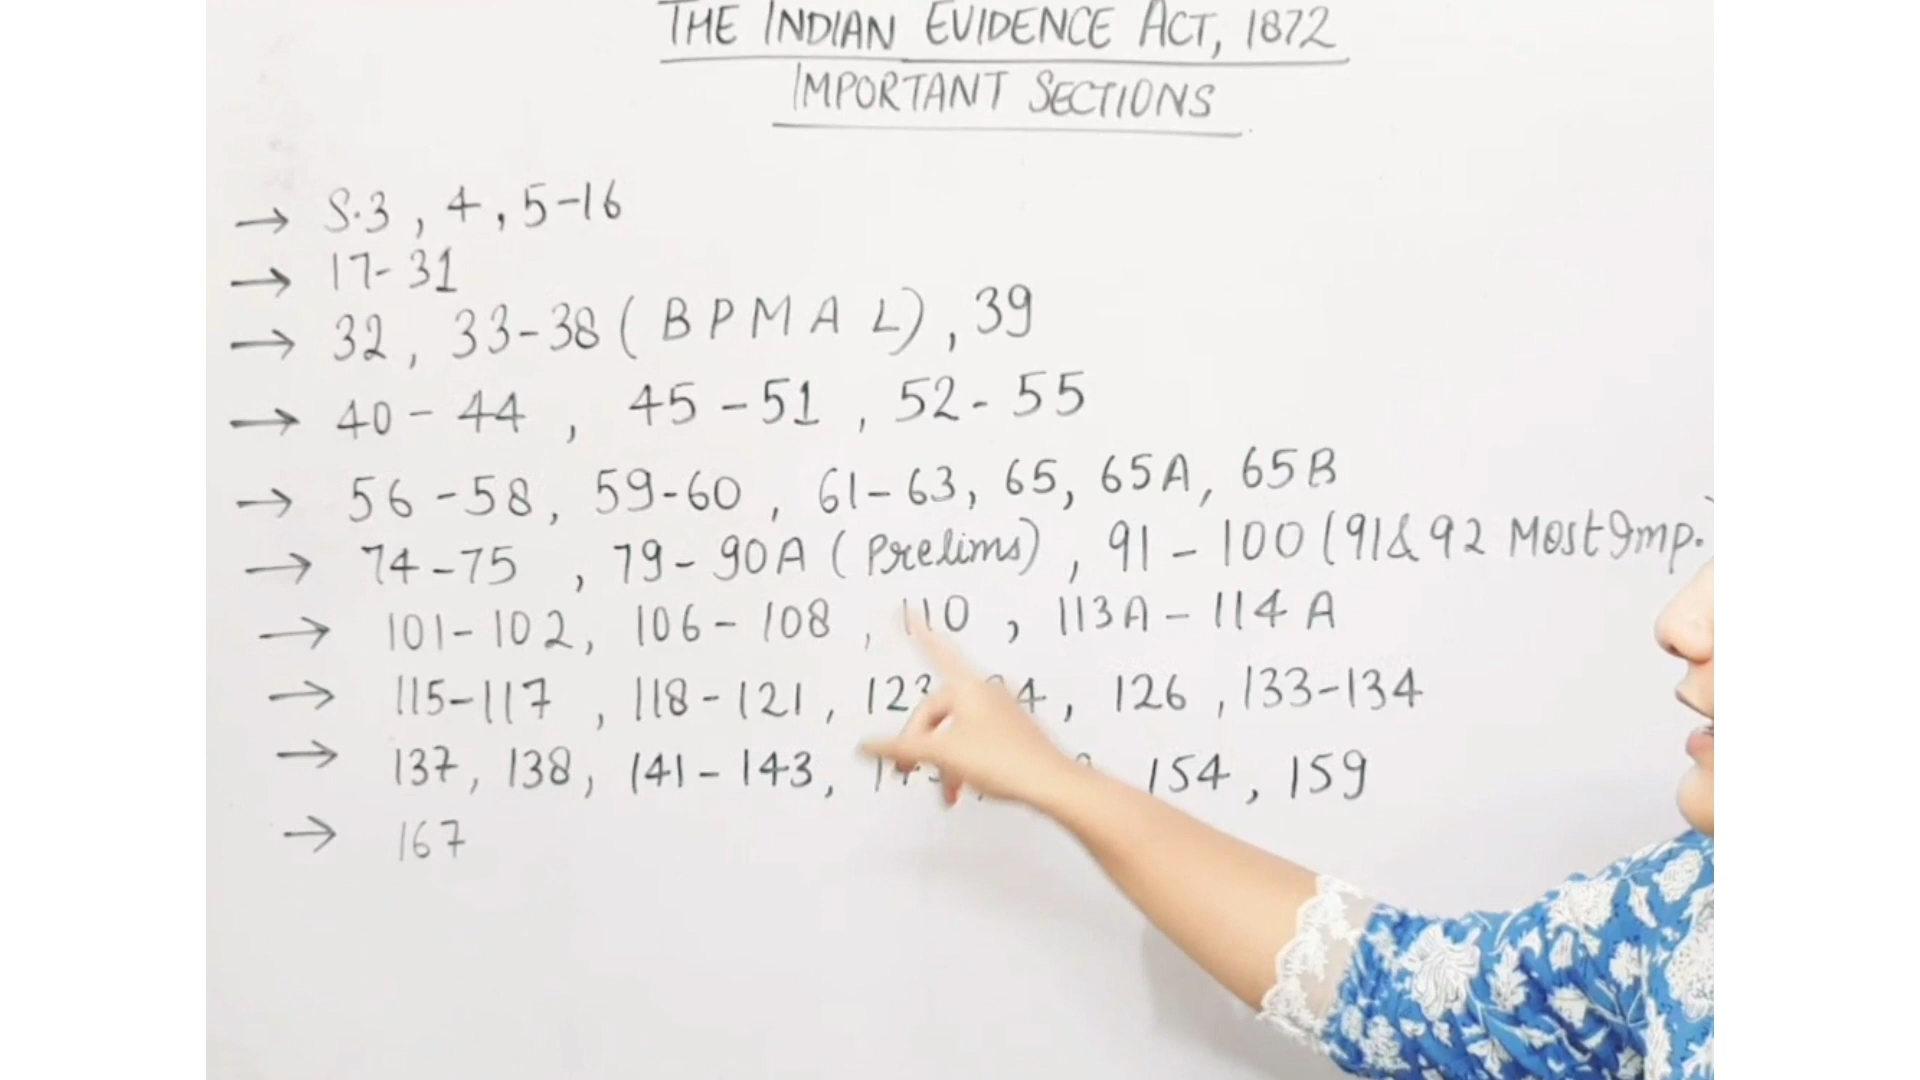 THE INDIAN EVIDENCE ACT, 1872
IMPORTANT SECTIONS
→ S.3, 4, 5-16
→ 17-31
→ 32, 33-38 (B P M A L), 39
→ 40-44, 45-51, 52-55
→ 56-58, 59-60, 61-63, 65, 65A, 65B
→ 74-75, 79-90A (Prelims), 91-100 (91&92 Most Imp.)
→ 101-102, 106-108, 110, 113A-114A
→ 115-117, 118-121, 126, 133-134
→ 137, 138, 141-143, 154, 159
→ 167